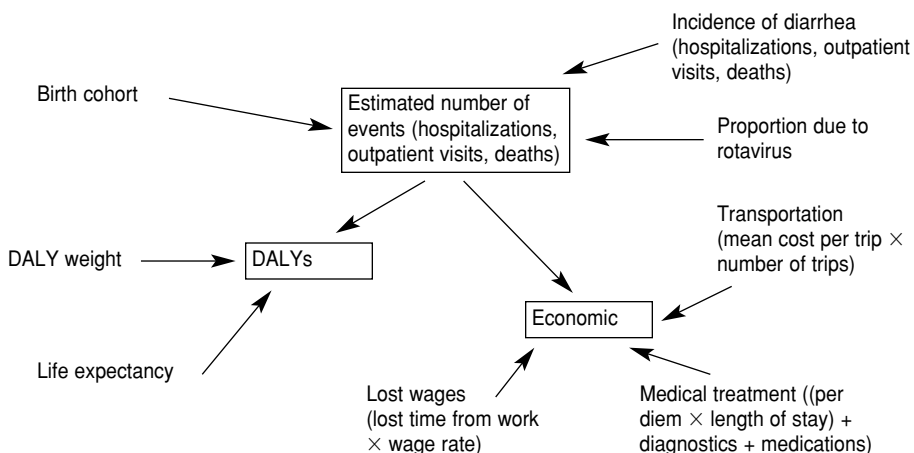 Incidence of diarrhea
(hospitalizations, outpatient
visits, deaths)
Birth cohort
Estimated number of
events (hospitalizations,
outpatient visits, deaths)
Proportion due to
rotavirus
Transportation
(mean cost per trip ×
number of trips)
DALY weight
DALYs
Economic
Life expectancy
Lost wages
(lost time from work
× wage rate)
Medical treatment ((per
diem × length of stay) +
diagnostics + medications)